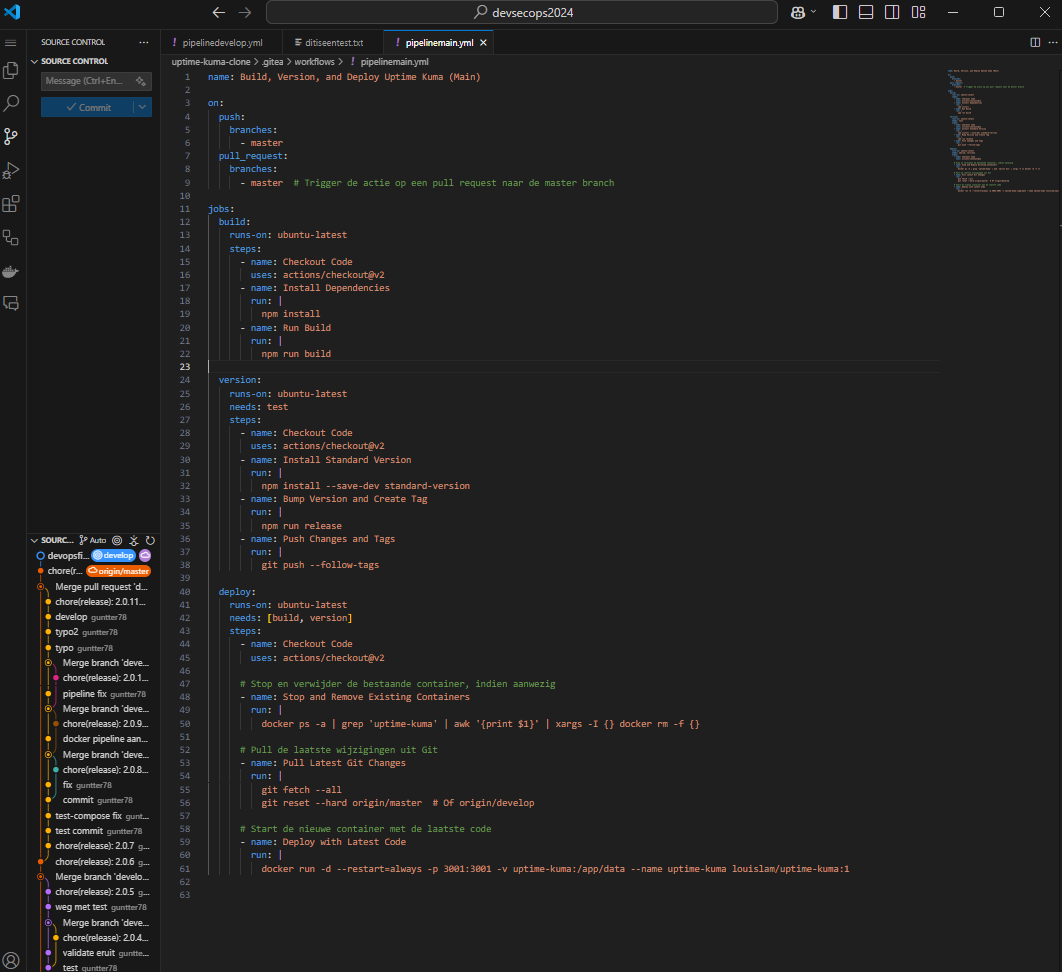 devsecops2024
SOURCE CONTROL
SOURCE CONTROL
Message (Ctrl+En...
Commit
pipelinedevelop.yml
ditiseentest.txt
pipelinemain.yml
uptime-kuma-clone > .gitea > workflows > ! pipelinemain.yml
1 name: Build, Version, and Deploy Uptime Kuma (Main)
2
3 on:
4   push:
5     branches:
6       - master
7   pull_request:
8     branches:
9       - master  # Trigger de actie op een pull request naar de master branch
10
11 jobs:
12   build:
13     runs-on: ubuntu-latest
14     steps:
15       - name: Checkout Code
16         uses: actions/checkout@v2
17       - name: Install Dependencies
18         run: |
19           npm install
20       - name: Run Build
21         run: |
22           npm run build
23
24   version:
25     runs-on: ubuntu-latest
26     needs: test
27     steps:
28       - name: Checkout Code
29         uses: actions/checkout@v2
30       - name: Install Standard Version
31         run: |
32           npm install --save-dev standard-version
33       - name: Bump Version and Create Tag
34         run: |
35           npm run release
36       - name: Push Changes and Tags
37         run: |
38           git push --follow-tags
39
40   deploy:
41     runs-on: ubuntu-latest
42     needs: [build, version]
43     steps:
44       - name: Checkout Code
45         uses: actions/checkout@v2
46
47       # Stop en verwijder de bestaande container, indien aanwezig
48       - name: Stop and Remove Existing Containers
49         run: |
50           docker ps -a | grep 'uptime-kuma' | awk '{print $1}' | xargs -I {} docker rm -f {}
51
52       # Pull de laatste wijzigingen uit Git
53       - name: Pull Latest Git Changes
54         run: |
55           git fetch --all
56           git reset --hard origin/master  # Of origin/develop
57
58       # Start de nieuwe container met de laatste code
59       - name: Deploy with Latest Code
60         run: |
61           docker run -d --restart=always -p 3001:3001 -v uptime-kuma:/app/data --name uptime-kuma louislam/uptime-kuma:1
62
63
SOURC... Auto
devopsfi... develop
chore(r... origin/master
Merge pull request 'd...
chore(release): 2.0.11...
develop guntter78
typo2 guntter78
typo guntter78
Merge branch 'deve...
chore(release): 2.0.1...
pipeline fix guntter78
Merge branch 'deve...
chore(release): 2.0.9...
docker pipeline aan...
Merge branch 'deve...
chore(release): 2.0.8...
fix guntter78
commit guntter78
test-compose fix gunt...
test commit guntter78
chore(release): 2.0.7 g...
chore(release): 2.0.6 g...
Merge branch 'develo...
chore(release): 2.0.5 g...
weg met test guntter78
Merge branch 'deve...
chore(release): 2.0.4...
validate eruit guntte...
test guntter78